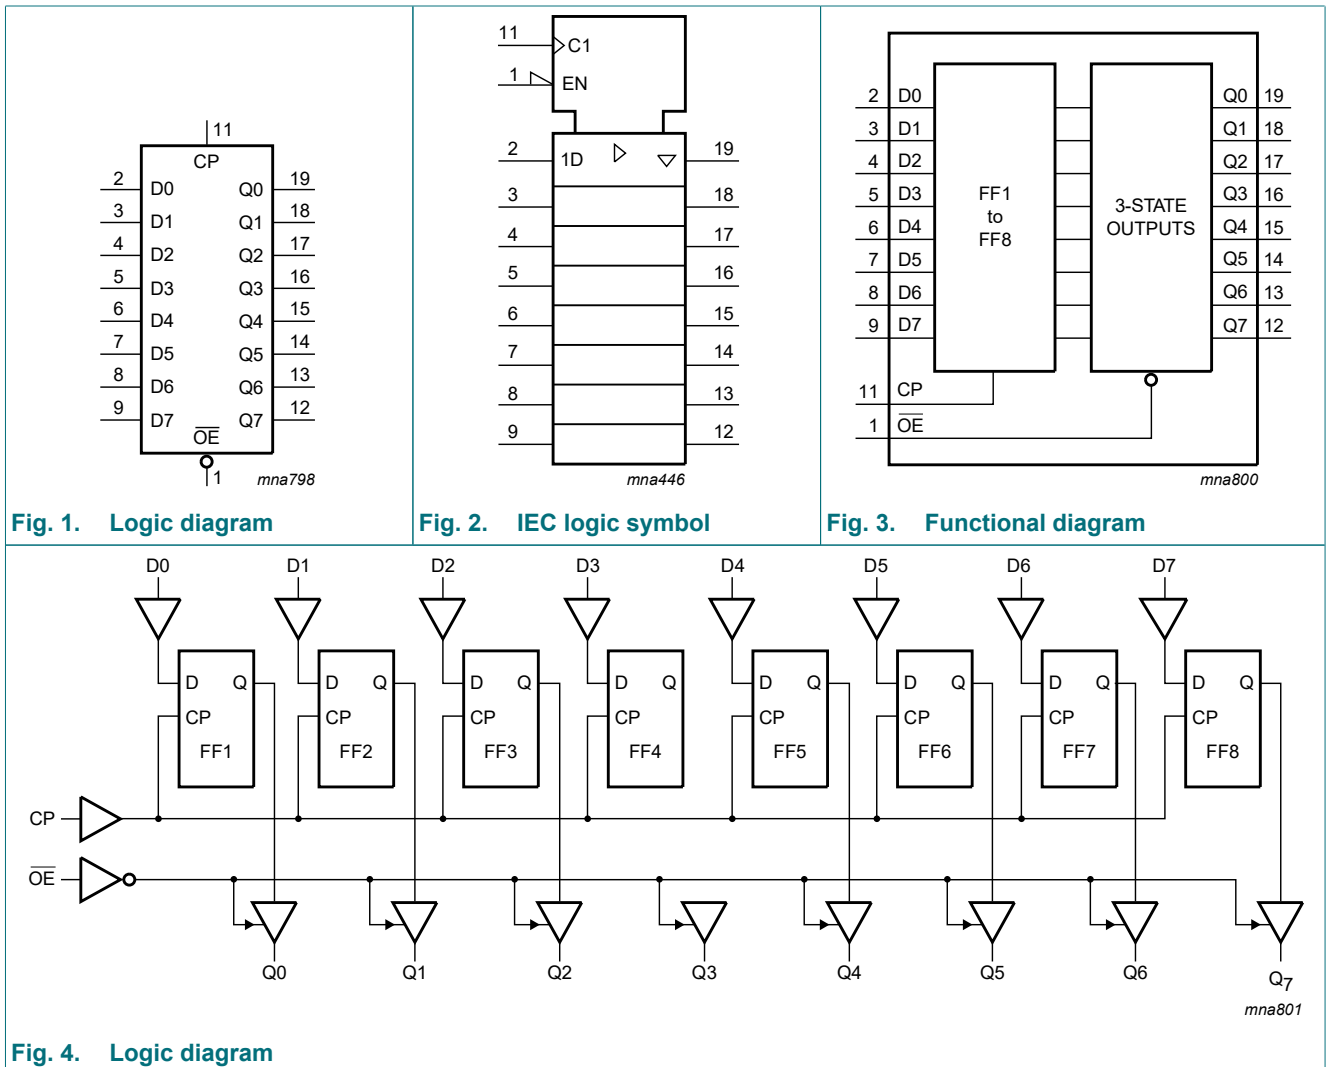 11
CP
2 D0 Q0 19
3 D1 Q1 18
4 D2 Q2 17
5 D3 Q3 16
6 D4 Q4 15
7 D5 Q5 14
8 D6 Q6 13
9 D7 Q7 12
OE
1
mna798
Fig. 1. Logic diagram
11 C1
1 EN
2 1D 19
3 18
4 17
5 16
6 15
7 14
8 13
9 12
mna446
Fig. 2. IEC logic symbol
2 D0 Q0 19
3 D1 Q1 18
4 D2 Q2 17
5 D3 Q3 16
6 D4 Q4 15
7 D5 Q5 14
8 D6 Q6 13
9 D7 Q7 12
FF1
to
FF8
3-STATE
OUTPUTS
11 CP
1 OE
mna800
Fig. 3. Functional diagram
D0 D1 D2 D3 D4 D5 D6 D7
D Q D Q D Q D Q D Q D Q D Q D Q
CP CP CP CP CP CP CP CP
FF1 FF2 FF3 FF4 FF5 FF6 FF7 FF8
CP
OE
Q0 Q1 Q2 Q3 Q4 Q5 Q6 Q7
mna801
Fig. 4. Logic diagram